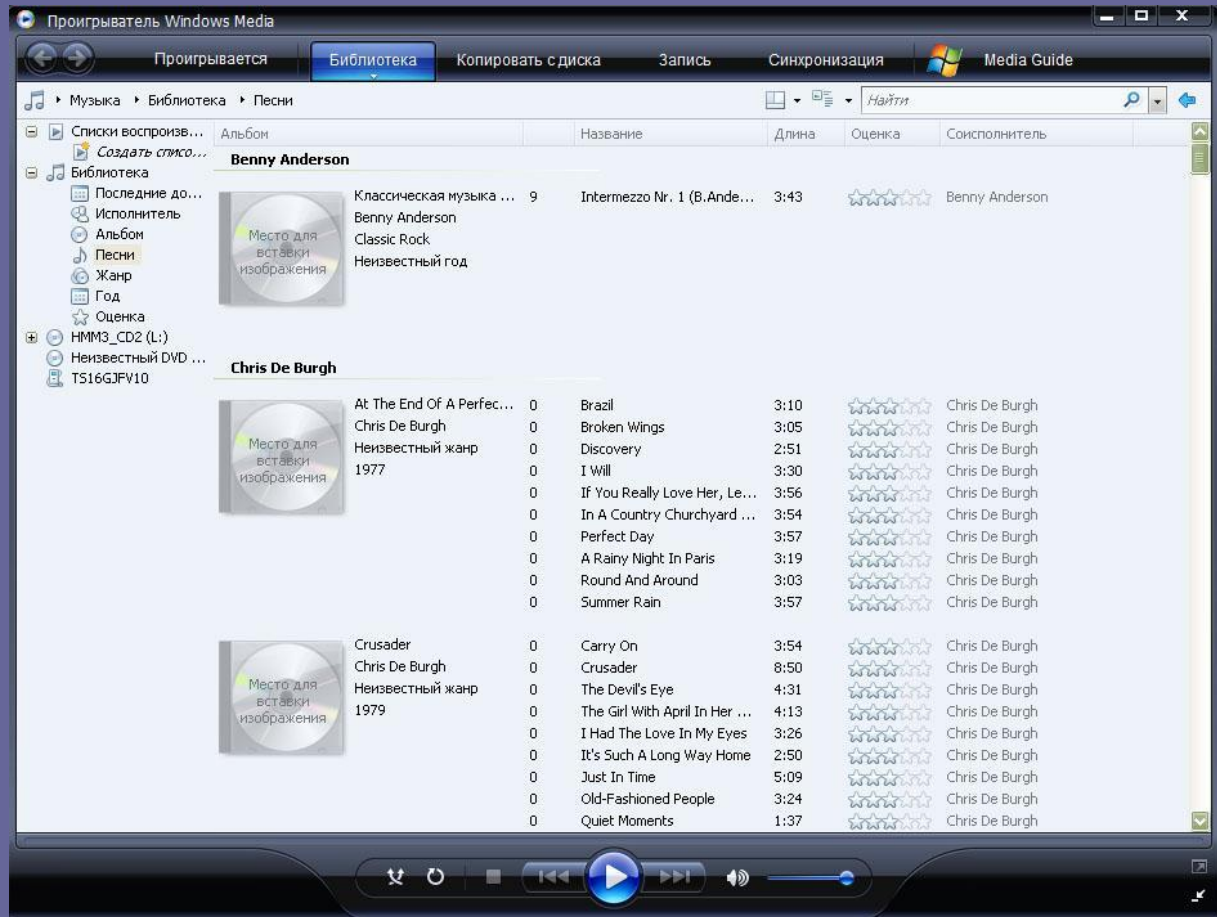 Проигрыватель Windows Media
Проигрывается Библиотека Копировать с диска Запись Синхронизация Media Guide
Музыка Библиотека Песни Найти
Списки воспроизв...
Создать списо...
Библиотека
Последние до...
Исполнитель
Альбом
Песни
Жанр
Год
Оценка
HMM3_CD2 (L:)
Неизвестный DVD ...
TS16GJFV10
Альбом Название Длина Оценка Соисполнитель
Benny Anderson
Место для
вставки
изображения
Классическая музыка ... 9 Intermezzo Nr. 1 (B.Ande... 3:43 Benny Anderson
Benny Anderson
Classic Rock
Неизвестный год
Chris De Burgh
Место для
вставки
изображения
At The End Of A Perfec... 0 Brazil 3:10 Chris De Burgh
Chris De Burgh 0 Broken Wings 3:05 Chris De Burgh
Неизвестный жанр 0 Discovery 2:51 Chris De Burgh
1977 0 I Will 3:30 Chris De Burgh
0 If You Really Love Her, Le... 3:56 Chris De Burgh
0 In A Country Churchyard ... 3:54 Chris De Burgh
0 Perfect Day 3:57 Chris De Burgh
0 A Rainy Night In Paris 3:19 Chris De Burgh
0 Round And Around 3:03 Chris De Burgh
0 Summer Rain 3:57 Chris De Burgh
Место для
вставки
изображения
Crusader 0 Carry On 3:54 Chris De Burgh
Chris De Burgh 0 Crusader 8:50 Chris De Burgh
Неизвестный жанр 0 The Devil's Eye 4:31 Chris De Burgh
1979 0 The Girl With April In Her ... 4:13 Chris De Burgh
0 I Had The Love In My Eyes 3:26 Chris De Burgh
0 It's Such A Long Way Home 2:50 Chris De Burgh
0 Just In Time 5:09 Chris De Burgh
0 Old-Fashioned People 3:24 Chris De Burgh
0 Quiet Moments 1:37 Chris De Burgh